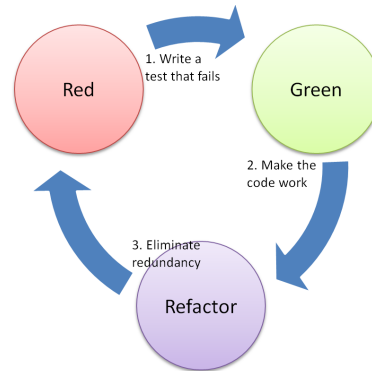 Red
1. Write a
test that fails
Green
2. Make the
code work
3. Eliminate
redundancy
Refactor